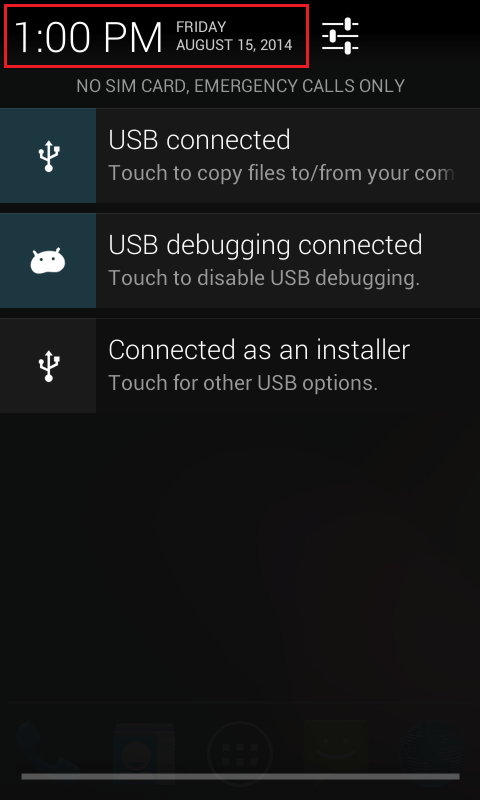 1:00 PM
FRIDAY
AUGUST 15, 2014
NO SIM CARD, EMERGENCY CALLS ONLY
USB connected
Touch to copy files to/from your com
USB debugging connected
Touch to disable USB debugging.
Connected as an installer
Touch for other USB options.